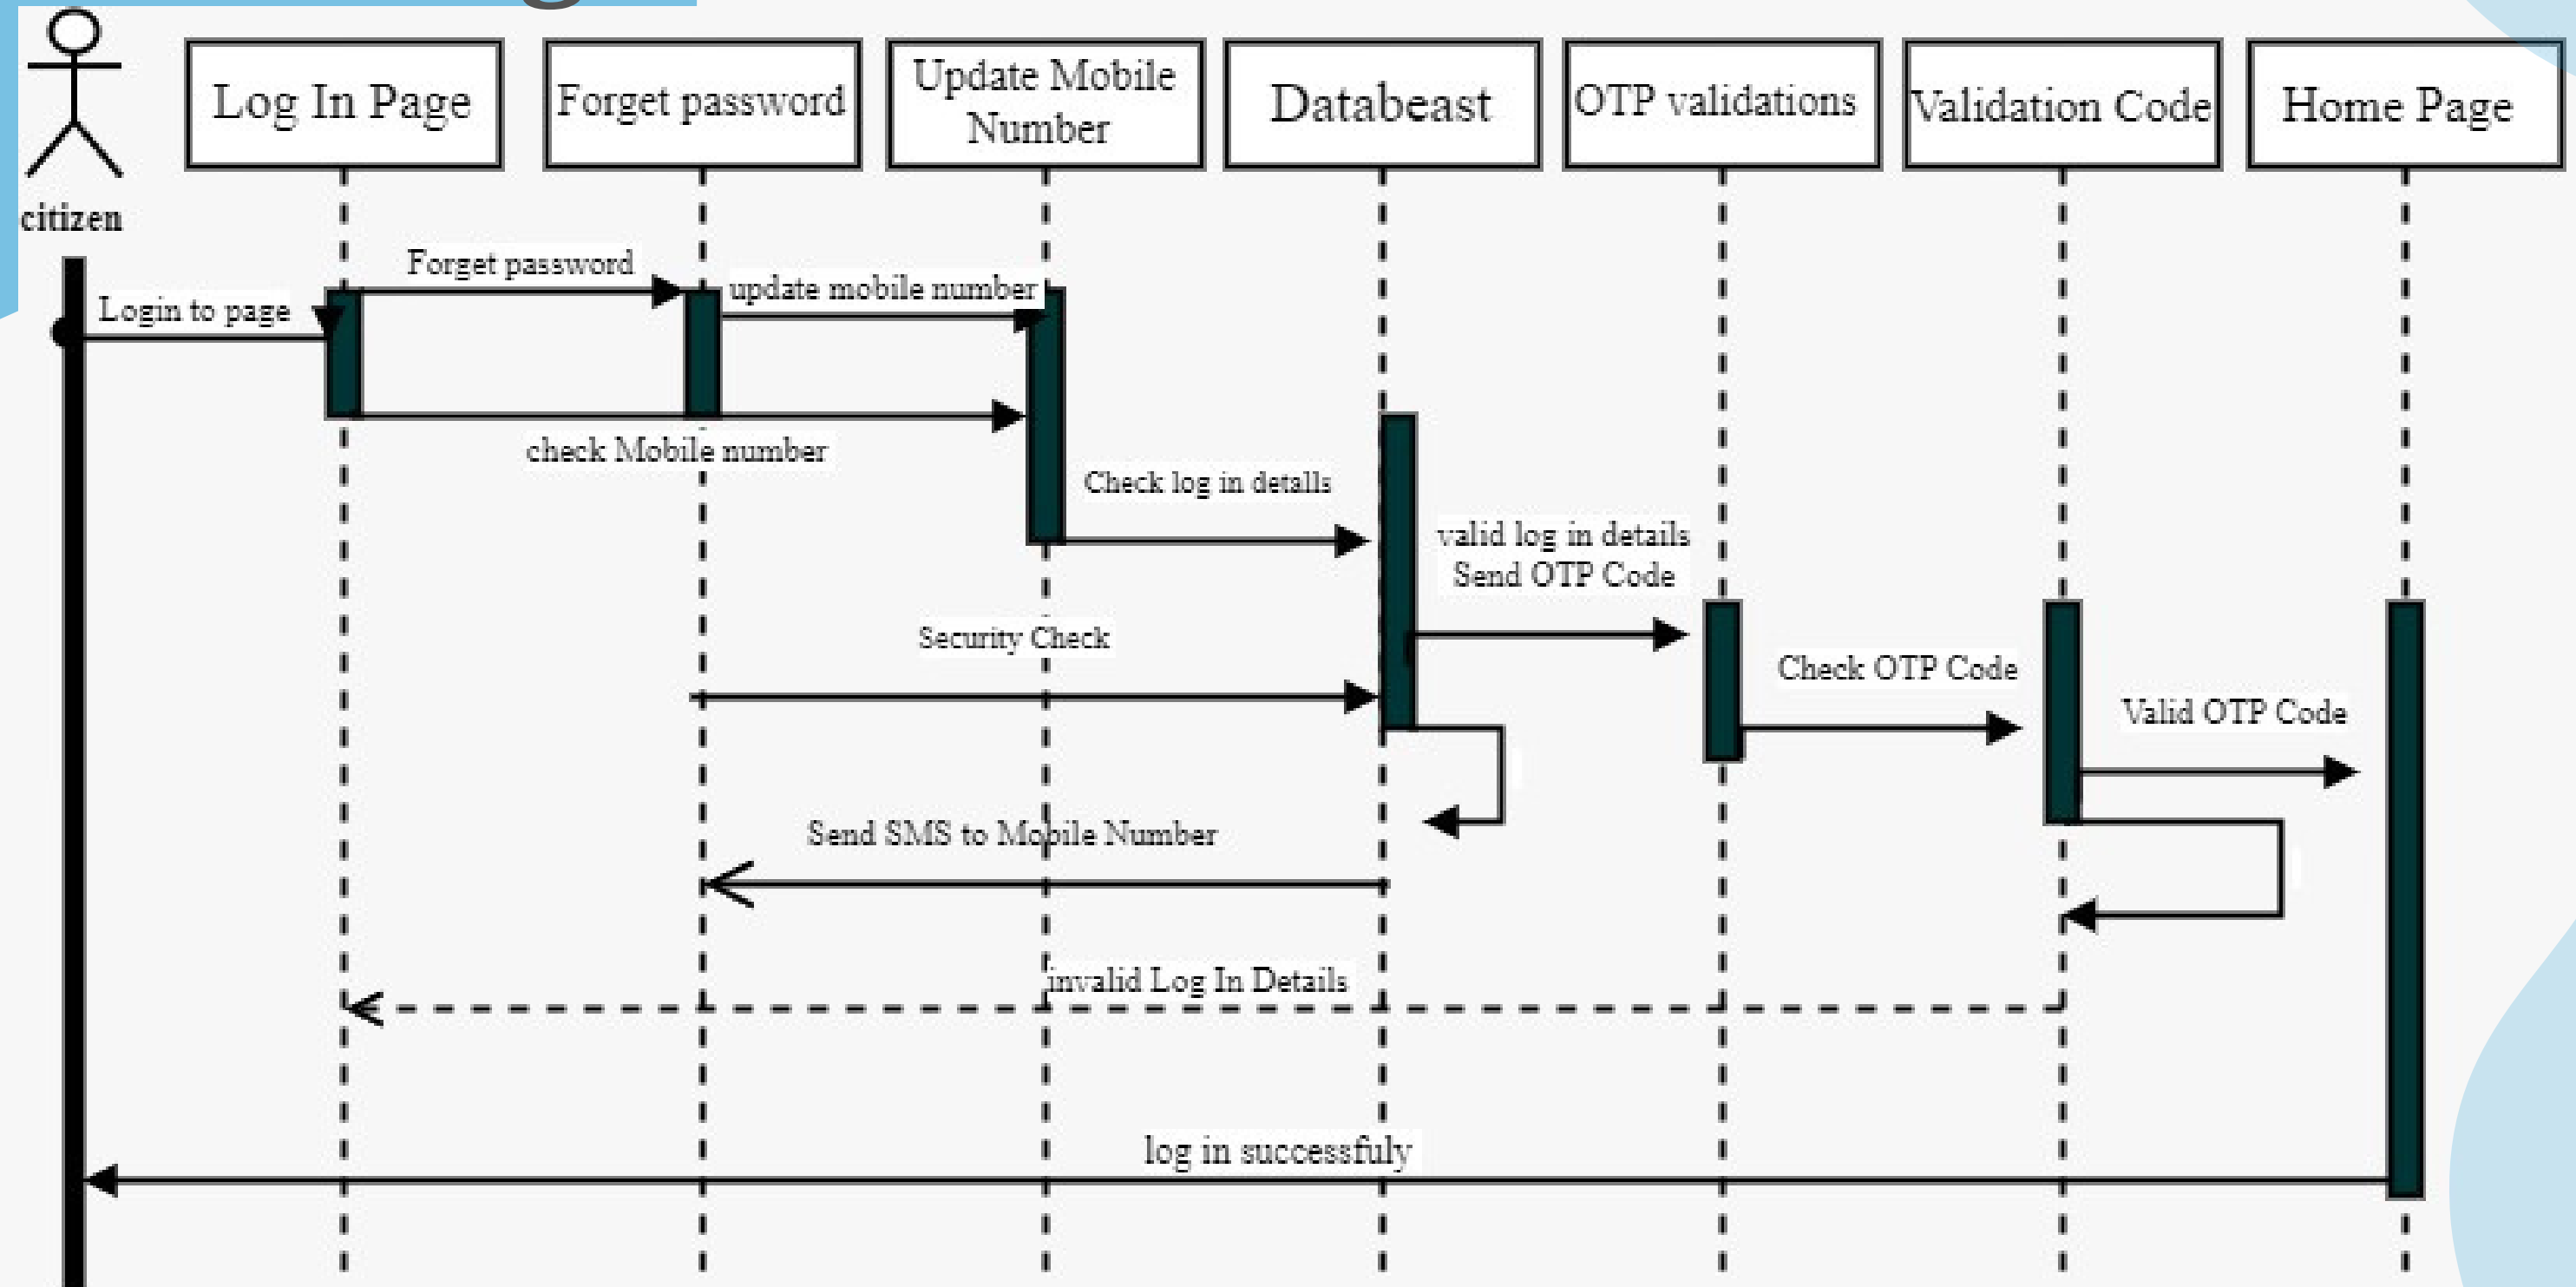 Log In Page
Forget password
Update Mobile
Number
Databeast
OTP validations
Validation Code
Home Page
citizen
Forget password
update mobile number
Login to page
check Mobile number
Check log in detalls
valid log in details
Send OTP Code
Security Check
Check OTP Code
Valid OTP Code
Send SMS to Mobile Number
invalid Log In Details
log in successfuly